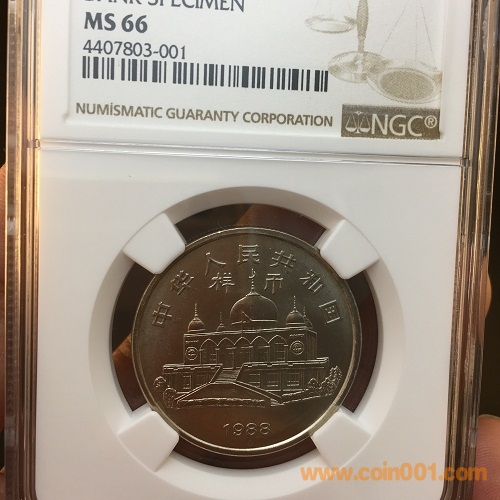 BANK SPECIMEN
MS 66
4407803-001
NUMISMATIC GUARANTY CORPORATION
NGC®
中华人民共和国
样币
1988
www.coin001.com